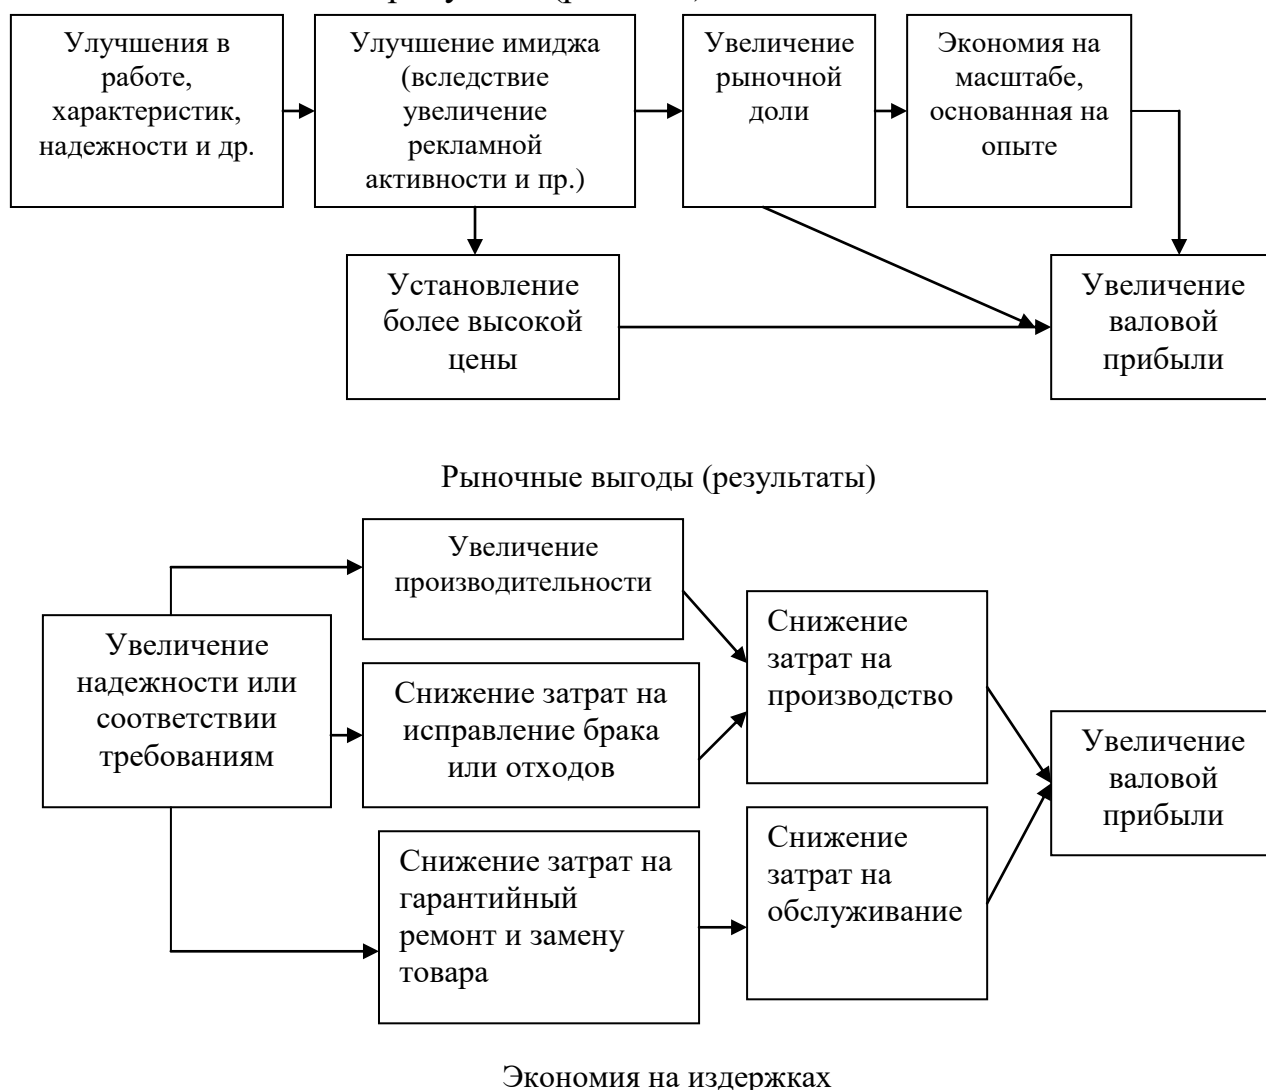 Улучшения в
работе,
характеристик,
надежности и др.
Улучшение имиджа
(вследствие
увеличение
рекламной
активности и пр.)
Увеличение
рыночной
доли
Экономия на
масштабе,
основанная на
опыте
Установление
более высокой
цены
Увеличение
валовой
прибыли
Рыночные выгоды (результаты)
Увеличение
производительности
Увеличение
надежности или
соответствии
требованиям
Снижение затрат на
исправление брака
или отходов
Снижение
затрат на
производство
Увеличение
валовой
прибыли
Снижение затрат на
гарантийный
ремонт и замену
товара
Снижение
затрат на
обслуживание
Экономия на издержках